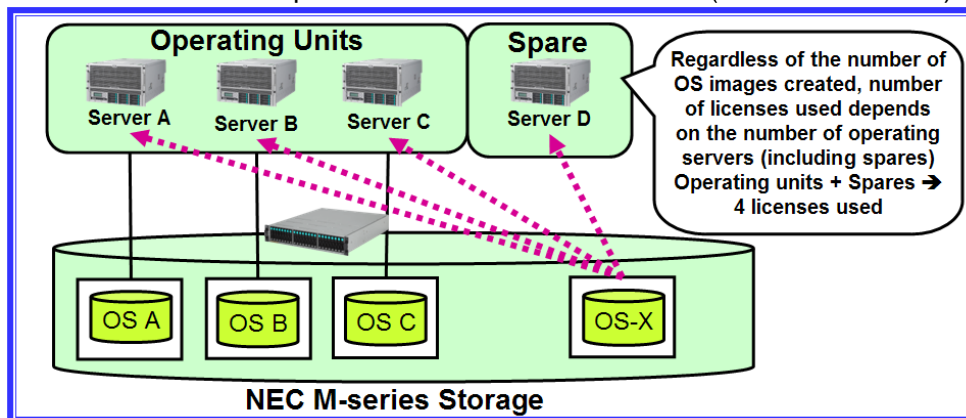 Operating Units
Spare
Server A
Server B
Server C
Server D
Regardless of the number of
OS images created, number
of licenses used depends
on the number of operating
servers (including spares)
Operating units + Spares ➔
4 licenses used
OS A
OS B
OS C
OS-X
NEC M-series Storage